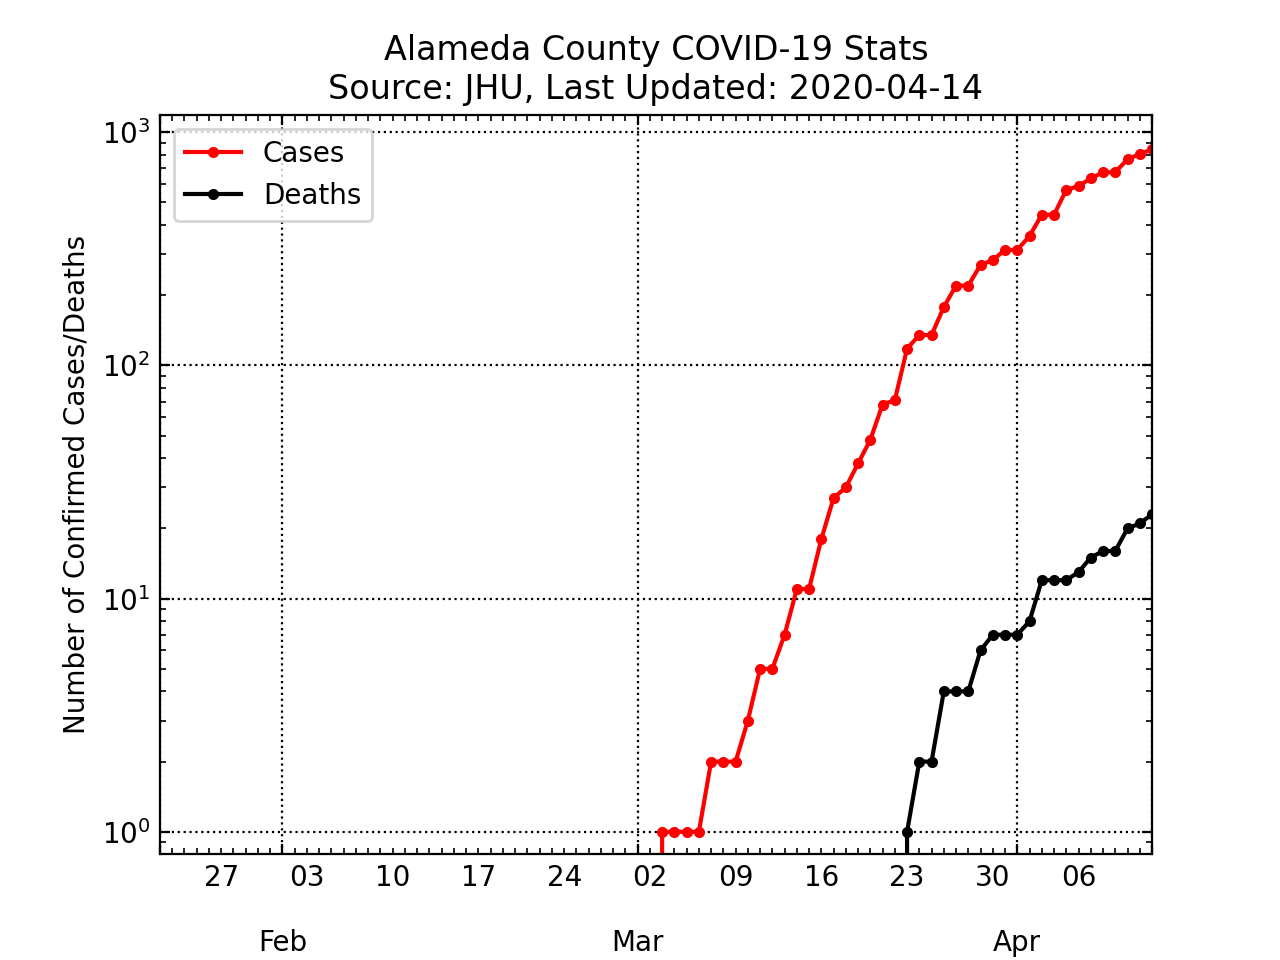 Alameda County COVID-19 Stats
Source: JHU, Last Updated: 2020-04-14
Cases
Deaths
Number of Confirmed Cases/Deaths
10³
10²
10¹
10⁰
27 03 10 17 24 02 09 16 23 30 06
Feb Mar Apr